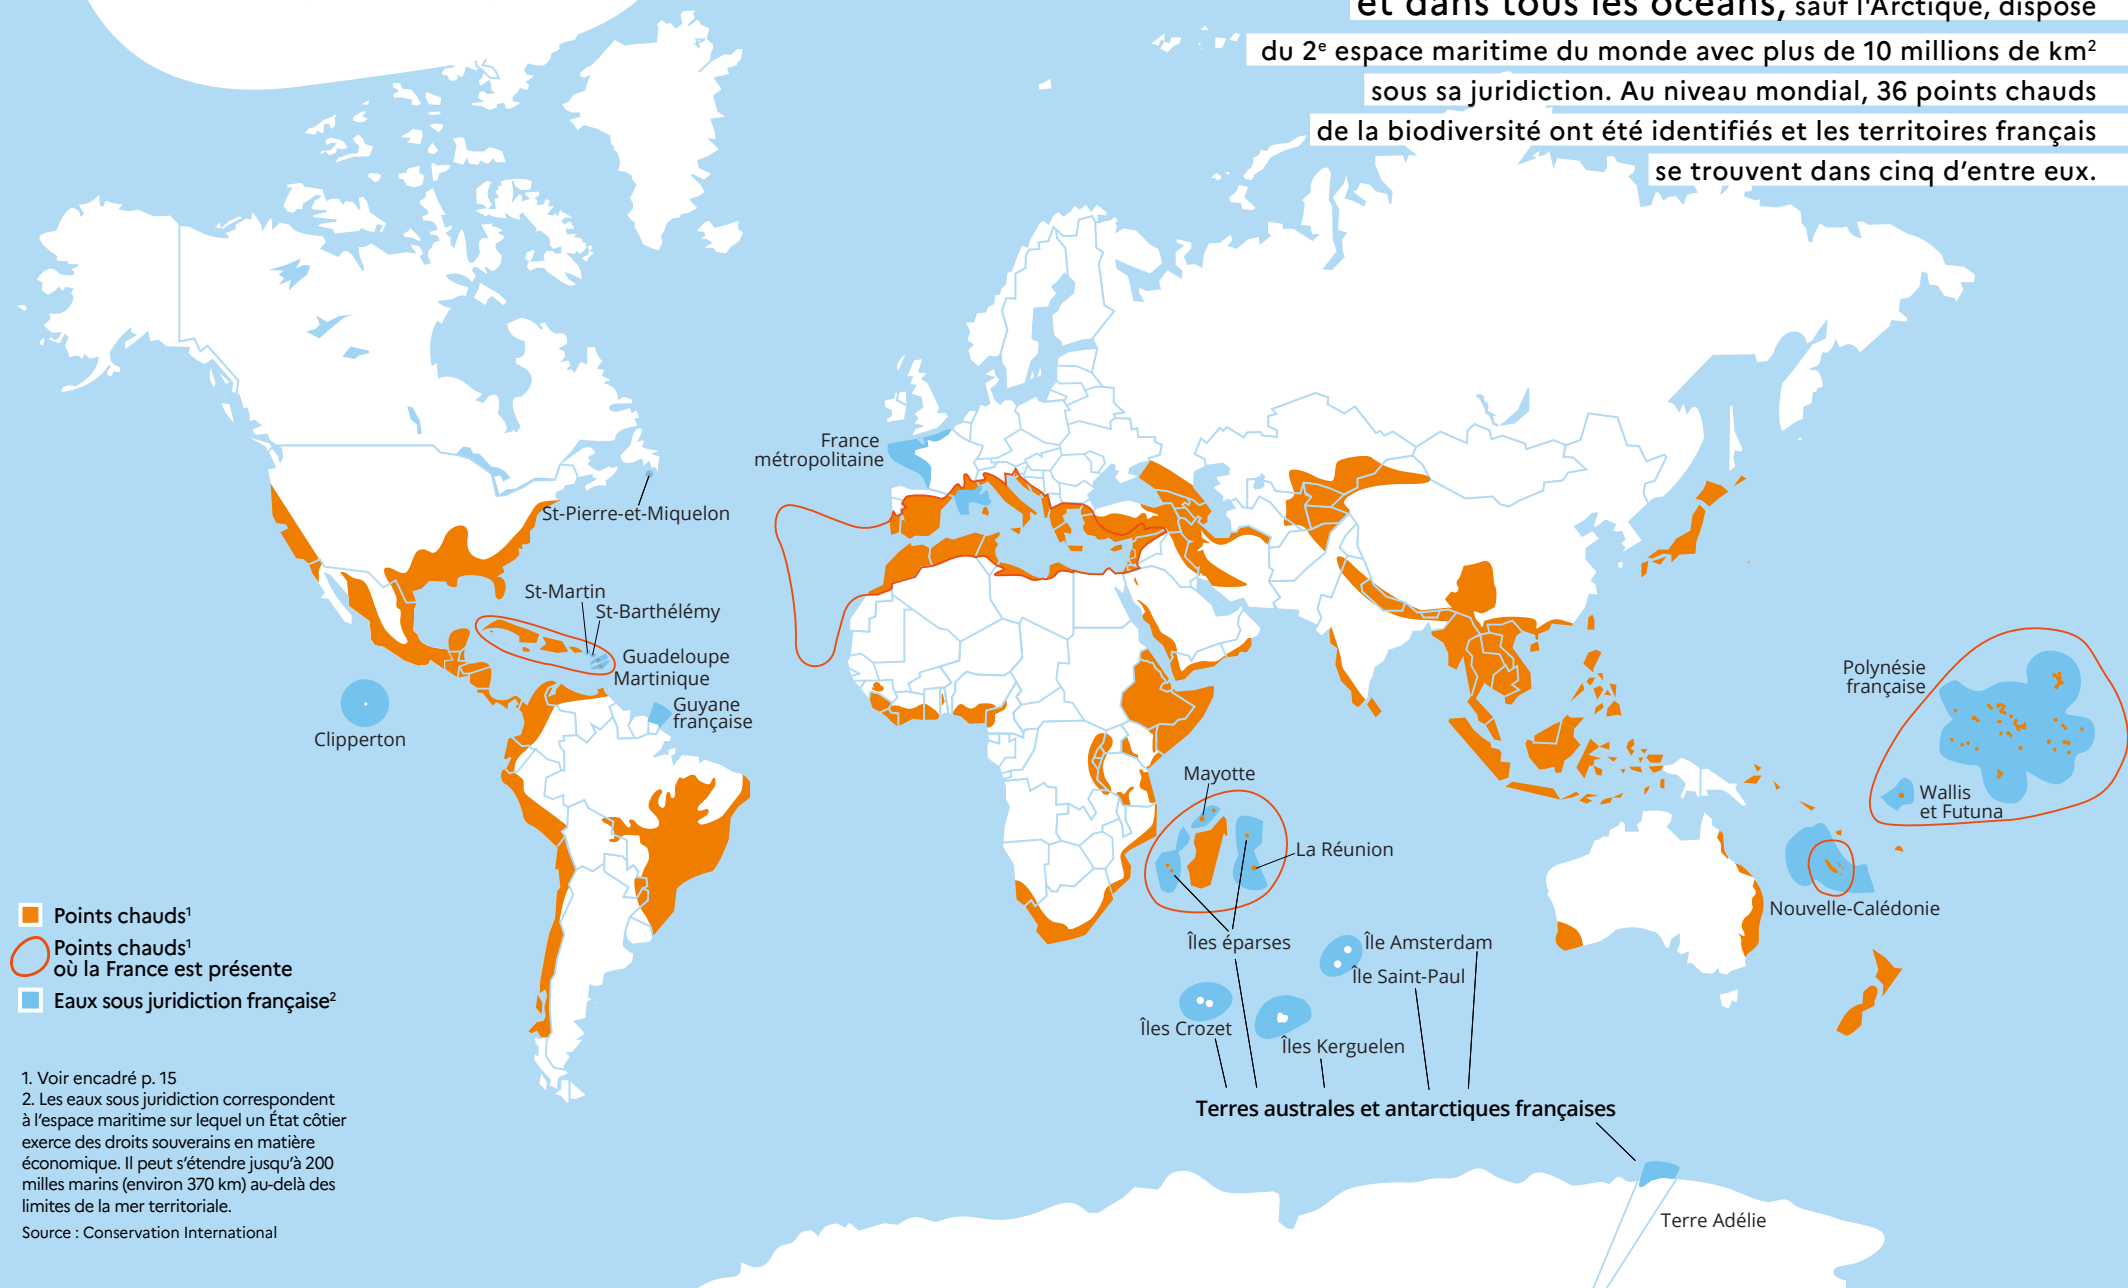 et dans tous les océans, sauf l'Arctique, dispose
du 2e espace maritime du monde avec plus de 10 millions de km2
sous sa juridiction. Au niveau mondial, 36 points chauds
de la biodiversité ont été identifiés et les territoires français
se trouvent dans cinq d'entre eux.
France
métropolitaine
St-Pierre-et-Miquelon
St-Martin
St-Barthélémy
Guadeloupe
Martinique
Guyane
française
Clipperton
Polynésie
française
Wallis
et Futuna
Mayotte
La Réunion
Nouvelle-Calédonie
Îles éparses
Île Amsterdam
Île Saint-Paul
Îles Crozet
Îles Kerguelen
Terres australes et antarctiques françaises
Terre Adélie
Points chauds1
Points chauds1
où la France est présente
Eaux sous juridiction française2
1. Voir encadré p. 15
2. Les eaux sous juridiction correspondent
à l'espace maritime sur lequel un État côtier
exerce des droits souverains en matière
économique. Il peut s'étendre jusqu'à 200
milles marins (environ 370 km) au-delà des
limites de la mer territoriale.
Source : Conservation International